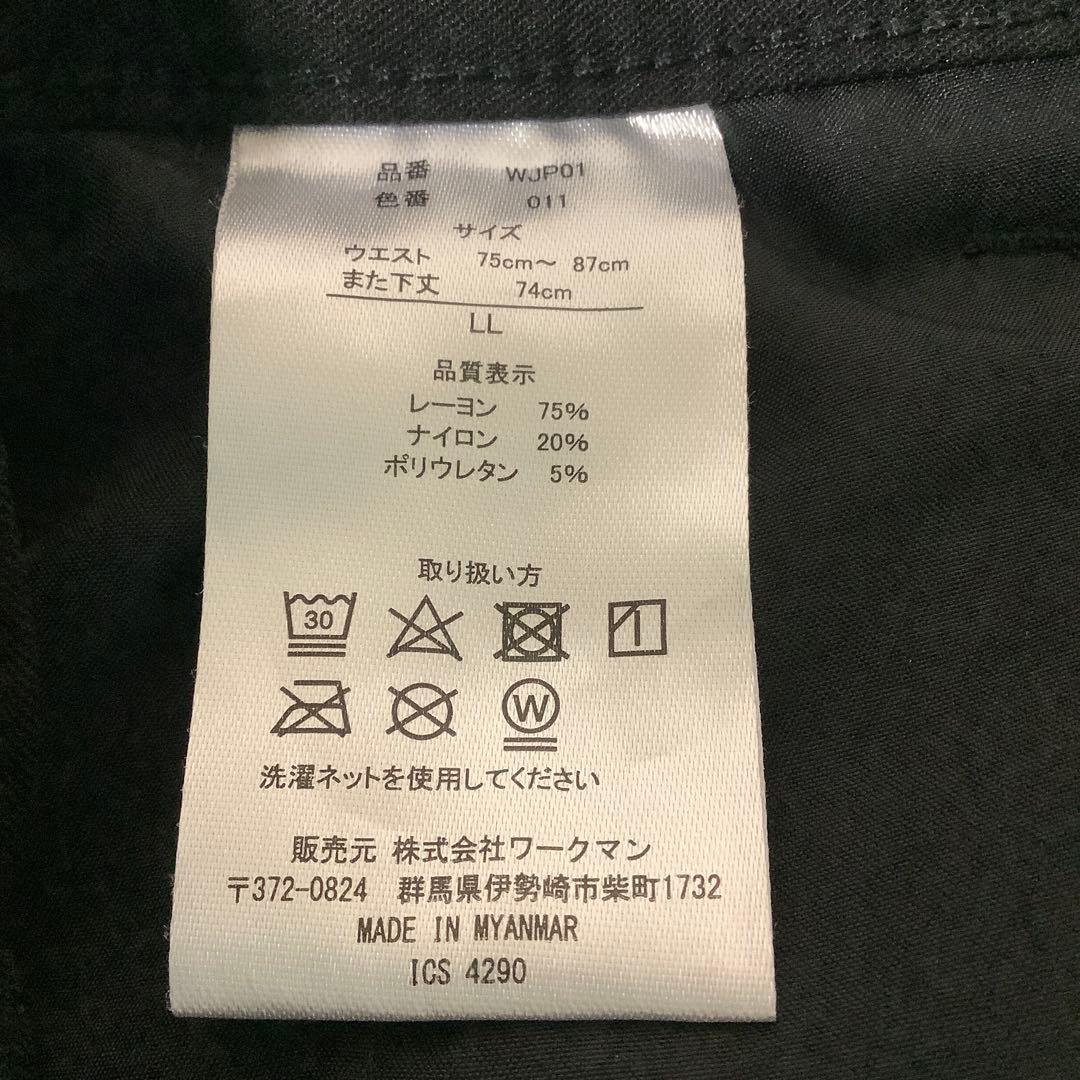 品番 WJP01
色番 011
サイズ
ウエスト 75cm～ 87cm
また下丈 74cm
LL
品質表示
レーヨン 75%
ナイロン 20%
ポリウレタン 5%
取り扱い方
30
W
洗濯ネットを使用してください
販売元 株式会社ワークマン
〒372-0824 群馬県伊勢崎市柴町1732
MADE IN MYANMAR
ICS 4290